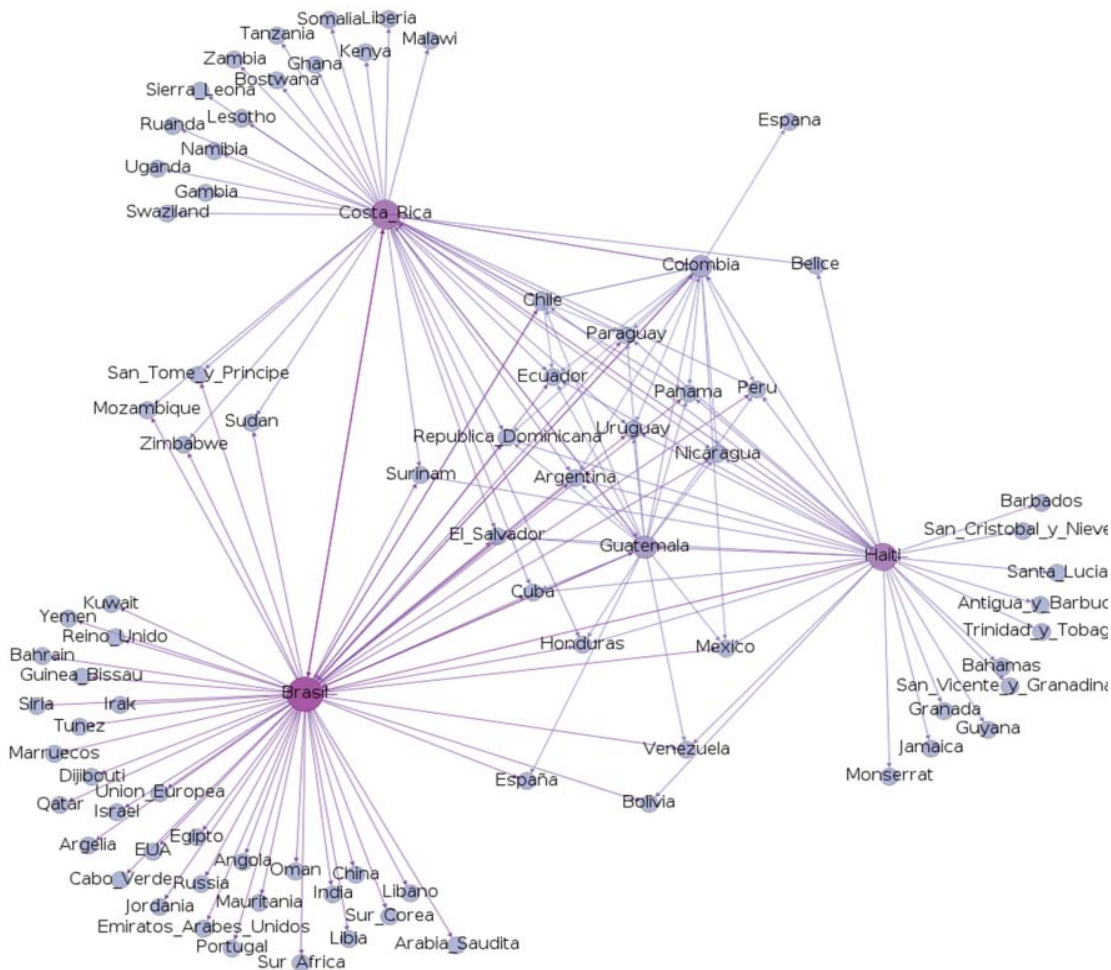 Somalia
Liberia
Tanzania
Malawi
Kenya
Zambia
Ghana
Bostwana
Sierra_Leona
Lesotho
Ruanda
Espana
Namibia
Uganda
Gambia
Swaziland
Costa_Rica
Colombia
Belice
Chile
Paraguay
San_Tome_y_Principe
Ecuador
Panama
Peru
Mozambique
Sudan
Republica_Dominicana
Uruguay
Zimbabwe
Nicaragua
Surinam
Argentina
Barbados
San_Cristobal_y_Nieve
El_Salvador
Guatemala
Haiti
Santa_Lucia
Cuba
Antigua_y_Barbud
Kuwait
Yemen
Trinidad_y_Tobag
Reino_Unido
Honduras
Mexico
Bahrain
Bahamas
Guinea_Bissau
San_Vicente_y_Granadina
Brasil
Siria
Irak
Granada
Tunez
Guyana
Marruecos
Venezuela
Jamaica
Dijibouti
Monserrat
España
Union_Europea
Qatar
Israel
Bolivia
Egipto
Argelia
EUA
Angola
Oman
China
Cabo_Verde
Russia
India
Libano
Jordania
Mauritania
Sur_Corea
Emiratos_Arabes_Unidos
Portugal
Libia
Arabia_Saudita
Sur_Africa